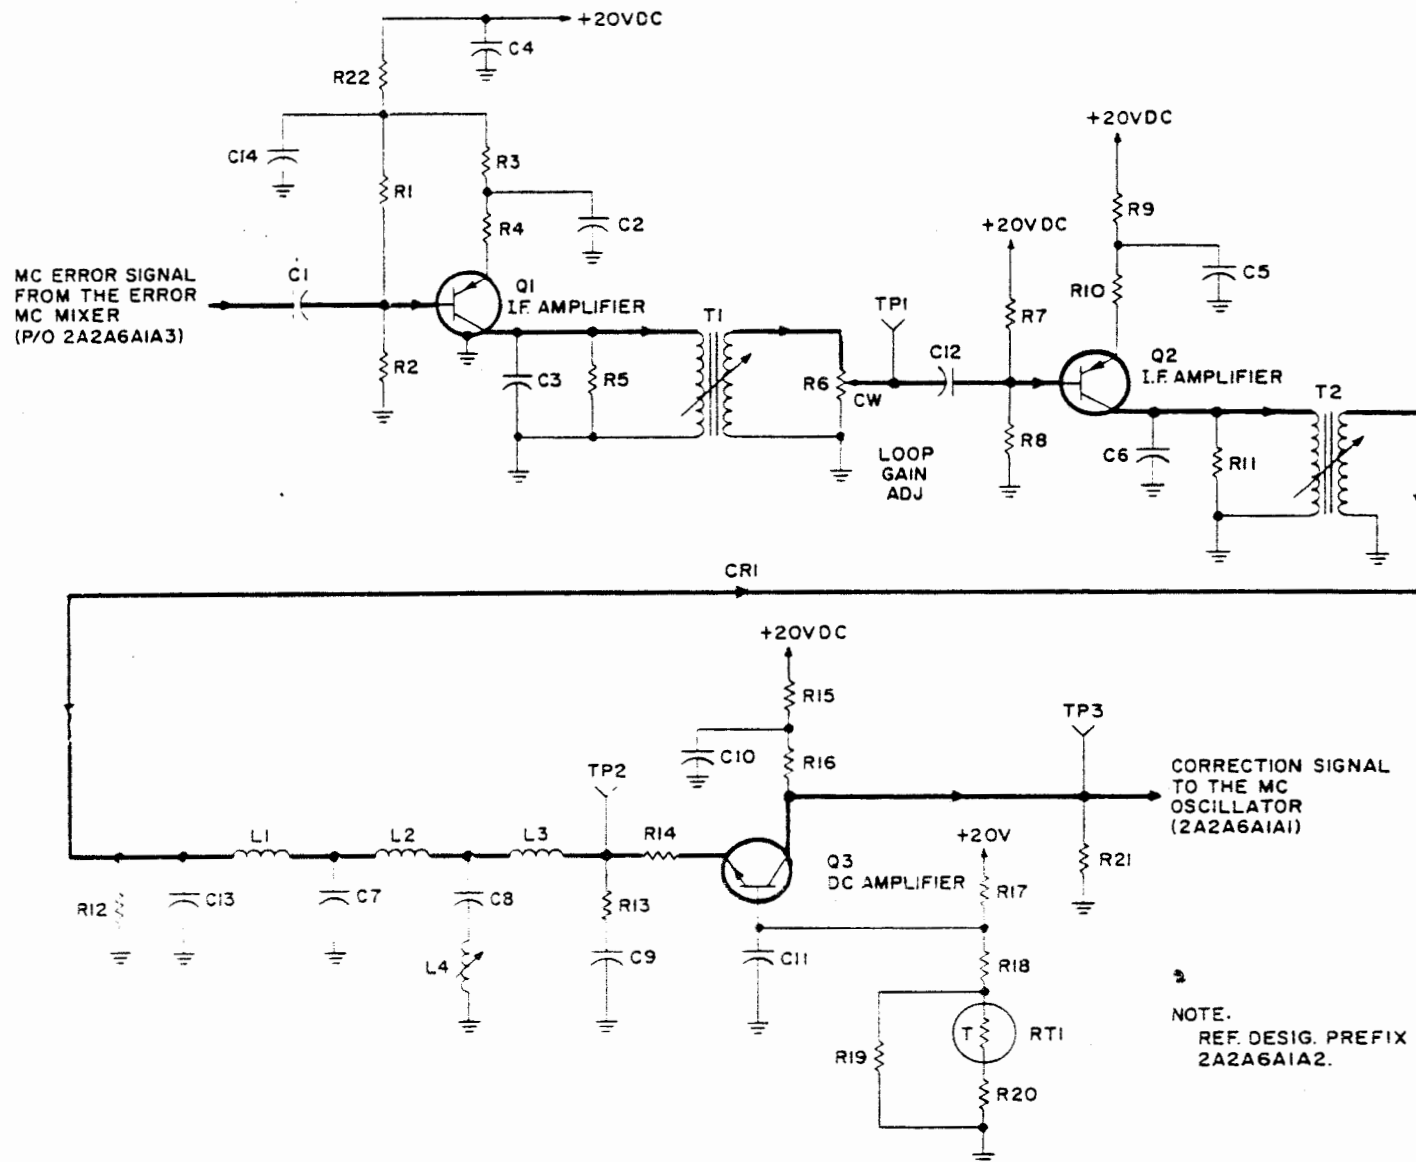 +20VDC
C4
R22
C14
R3
R1
C2
R4
MC ERROR SIGNAL
FROM THE ERROR
MC MIXER
(P/O 2A2A6A1A3)
C1
Q1
I.F. AMPLIFIER
R2
C3
R5
T1
R6
CW
LOOP
GAIN
ADJ
TP1
C12
+20VDC
R7
R8
+20VDC
R9
R10
C5
Q2
I.F. AMPLIFIER
C6
R11
T2
CR1
+20VDC
R15
C10
R16
TP3
CORRECTION SIGNAL
TO THE MC
OSCILLATOR
(2A2A6A1A1)
TP2
L1
L2
L3
R14
Q3
DC AMPLIFIER
+20V
R17
R21
R12
C13
C7
C8
R13
L4
C9
C11
R18
R19
T
RT1
R20
NOTE.
REF. DESIG. PREFIX
2A2A6A1A2.